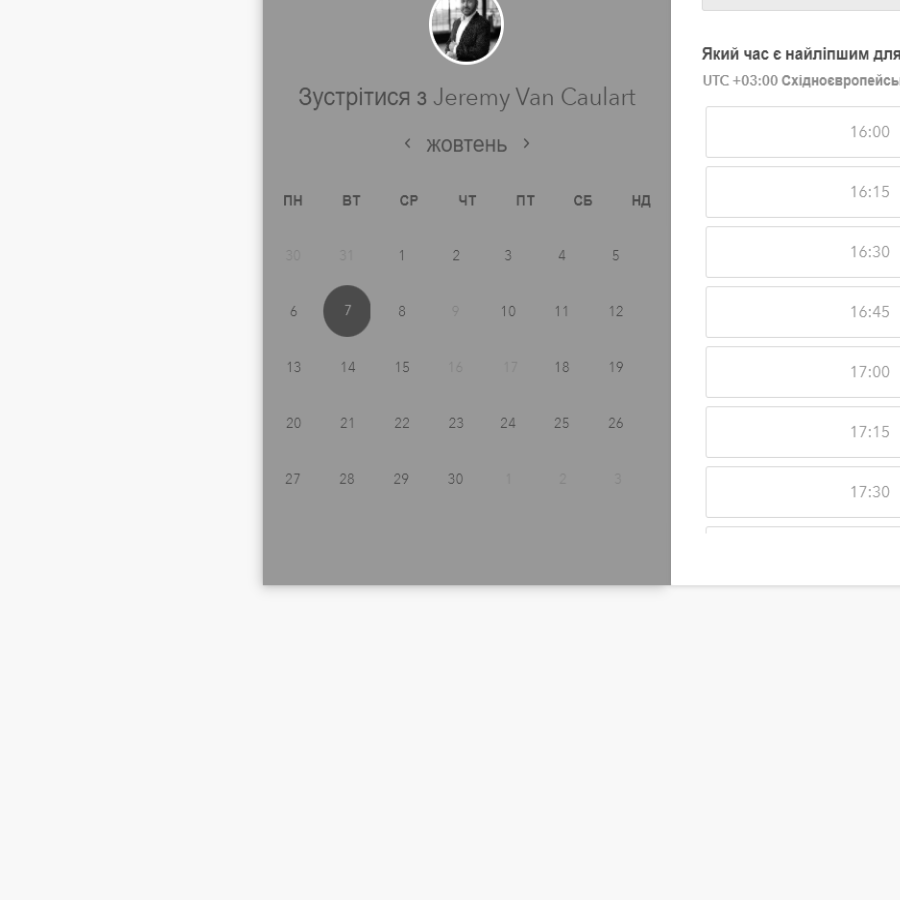 Зустрітися з Jeremy Van Caulart
< жовтень >
ПН ВТ СР ЧТ ПТ СБ НД
30 31 1 2 3 4 5
6 7 8 9 10 11 12
13 14 15 16 17 18 19
20 21 22 23 24 25 26
27 28 29 30 1 2 3
Який час є найліпшим для
UTC +03:00
16:00
16:15
16:30
16:45
17:00
17:15
17:30